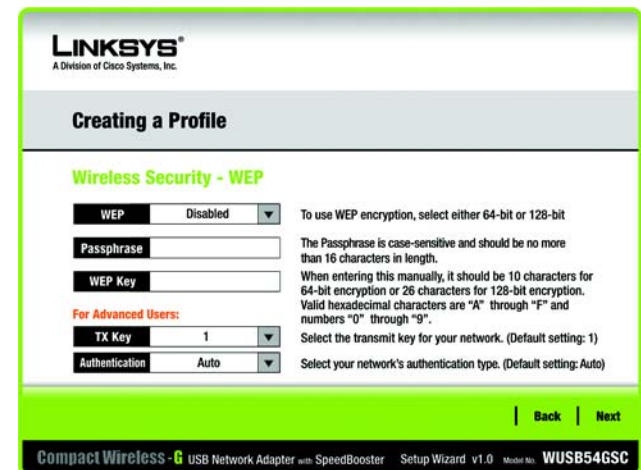 LINKSYS®
A Division of Cisco Systems, Inc.
Creating a Profile
Wireless Security - WEP
WEP Disabled To use WEP encryption, select either 64-bit or 128-bit
Passphrase The Passphrase is case-sensitive and should be no more
than 16 characters in length.
WEP Key When entering this manually, it should be 10 characters for
64-bit encryption or 26 characters for 128-bit encryption.
Valid hexadecimal characters are “A” through “F” and
numbers “0” through “9”.
For Advanced Users:
TX Key 1 Select the transmit key for your network. (Default setting: 1)
Authentication Auto Select your network's authentication type. (Default setting: Auto)
Back Next
Compact Wireless-G USB Network Adapter with SpeedBooster Setup Wizard v1.0 Model No. WUSB54GSC